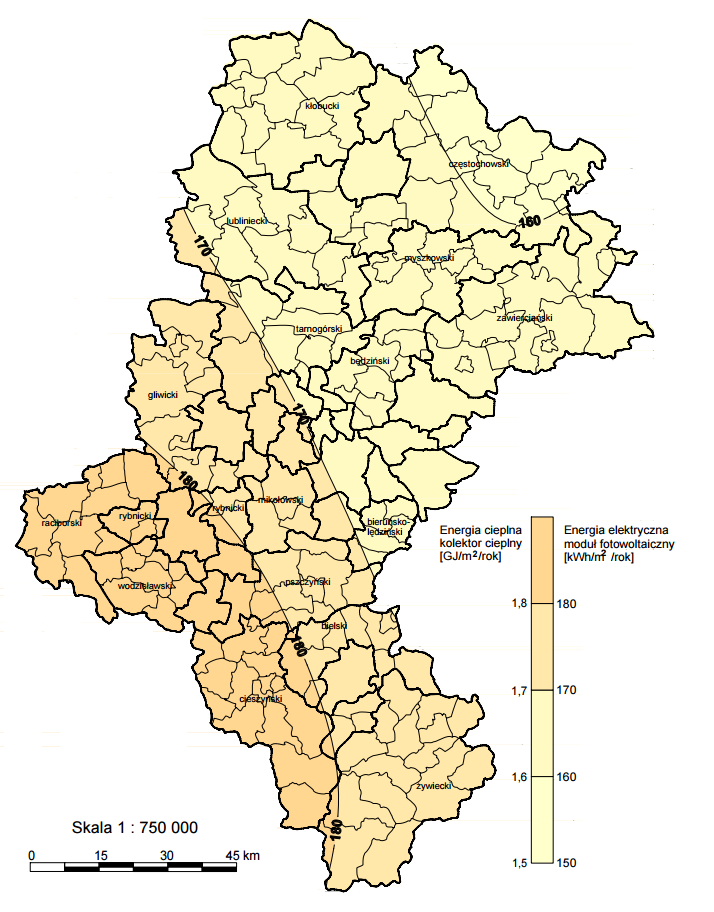 kłobucki
częstochowski
160
lubliniecki
170
myszkowski
zawierciański
tarnogórski
będziński
gliwicki
170
180
mikołowski
rybnicki
rybnicki
raciborski
bieruńsko-
lędziński
wodzisławski
pszczyński
bielski
180
cieszyński
żywiecki
180
Energia cieplna
kolektor cieplny
[GJ/m²/rok]
Energia elektryczna
moduł fotowoltaiczny
[kWh/m² /rok]
1,8 180
1,7 170
1,6 160
1,5 150
Skala 1 : 750 000
0 15 30 45 km